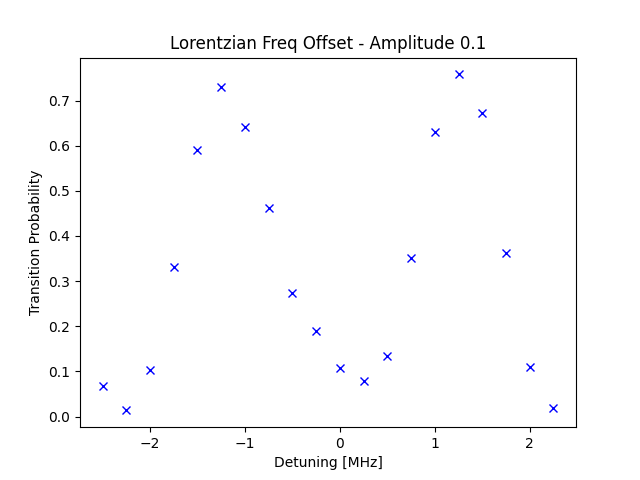 Lorentzian Freq Offset - Amplitude 0.1
0.7
0.6
0.5
0.4
0.3
0.2
0.1
0.0
Transition Probability
−2 −1 0 1 2
Detuning [MHz]